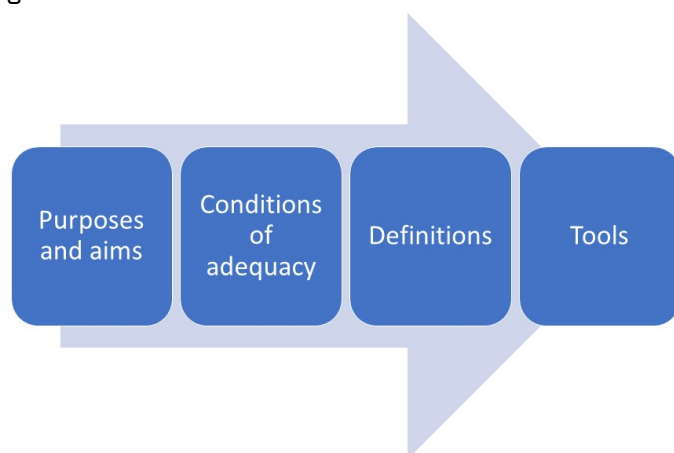 Purposes
and aims
Conditions
of
adequacy
Definitions
Tools